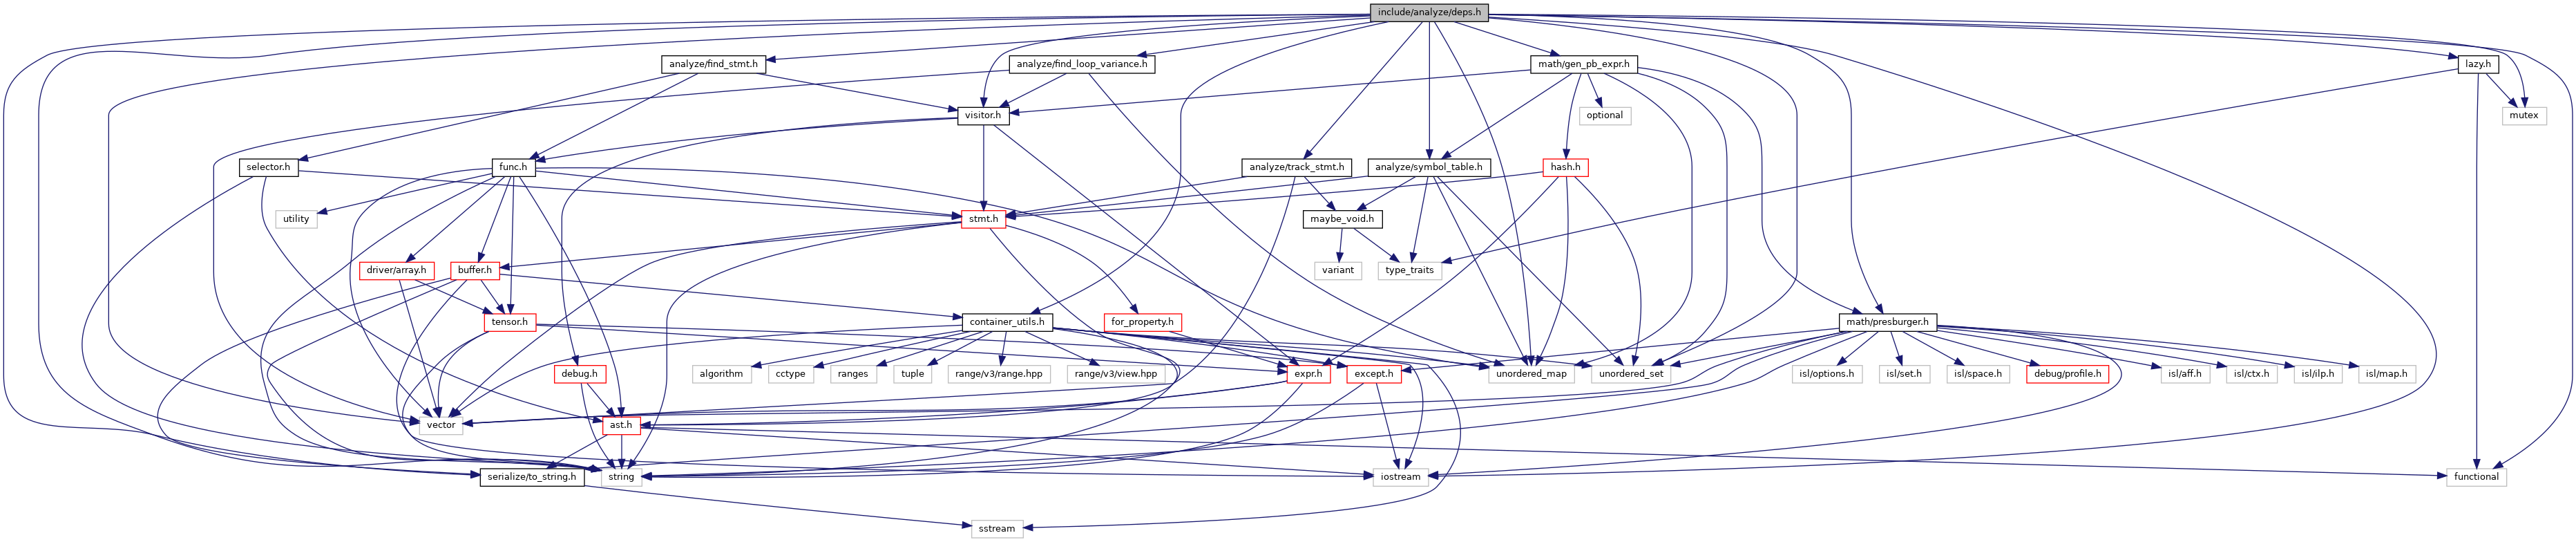 include/analyze/deps.h
analyze/find_stmt.h
analyze/find_loop_variance.h
math/gen_pb_expr.h
lazy.h
visitor.h
optional
mutex
selector.h
func.h
analyze/track_stmt.h
analyze/symbol_table.h
hash.h
utility
stmt.h
maybe_void.h
driver/array.h
buffer.h
variant
type_traits
tensor.h
container_utils.h
for_property.h
math/presburger.h
debug.h
algorithm
cctype
ranges
tuple
range/v3/range.hpp
range/v3/view.hpp
expr.h
except.h
unordered_map
unordered_set
isl/options.h
isl/set.h
isl/space.h
debug/profile.h
isl/aff.h
isl/ctx.h
isl/ilp.h
isl/map.h
vector
ast.h
serialize/to_string.h
string
iostream
functional
sstream